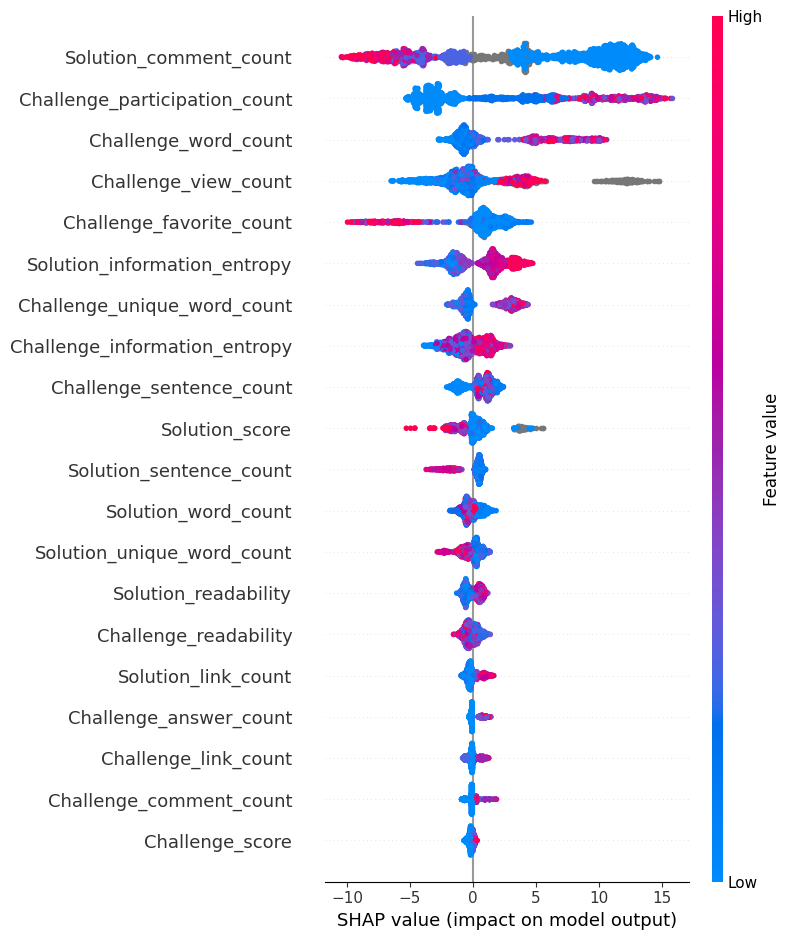 High
Solution_comment_count
Challenge_participation_count
Challenge_word_count
Challenge_view_count
Challenge_favorite_count
Solution_information_entropy
Challenge_unique_word_count
Challenge_information_entropy
Challenge_sentence_count
Solution_score
Solution_sentence_count
Solution_word_count
Solution_unique_word_count
Solution_readability
Challenge_readability
Solution_link_count
Challenge_answer_count
Challenge_link_count
Challenge_comment_count
Challenge_score
Feature value
Low
−10 −5 0 5 10 15
SHAP value (impact on model output)